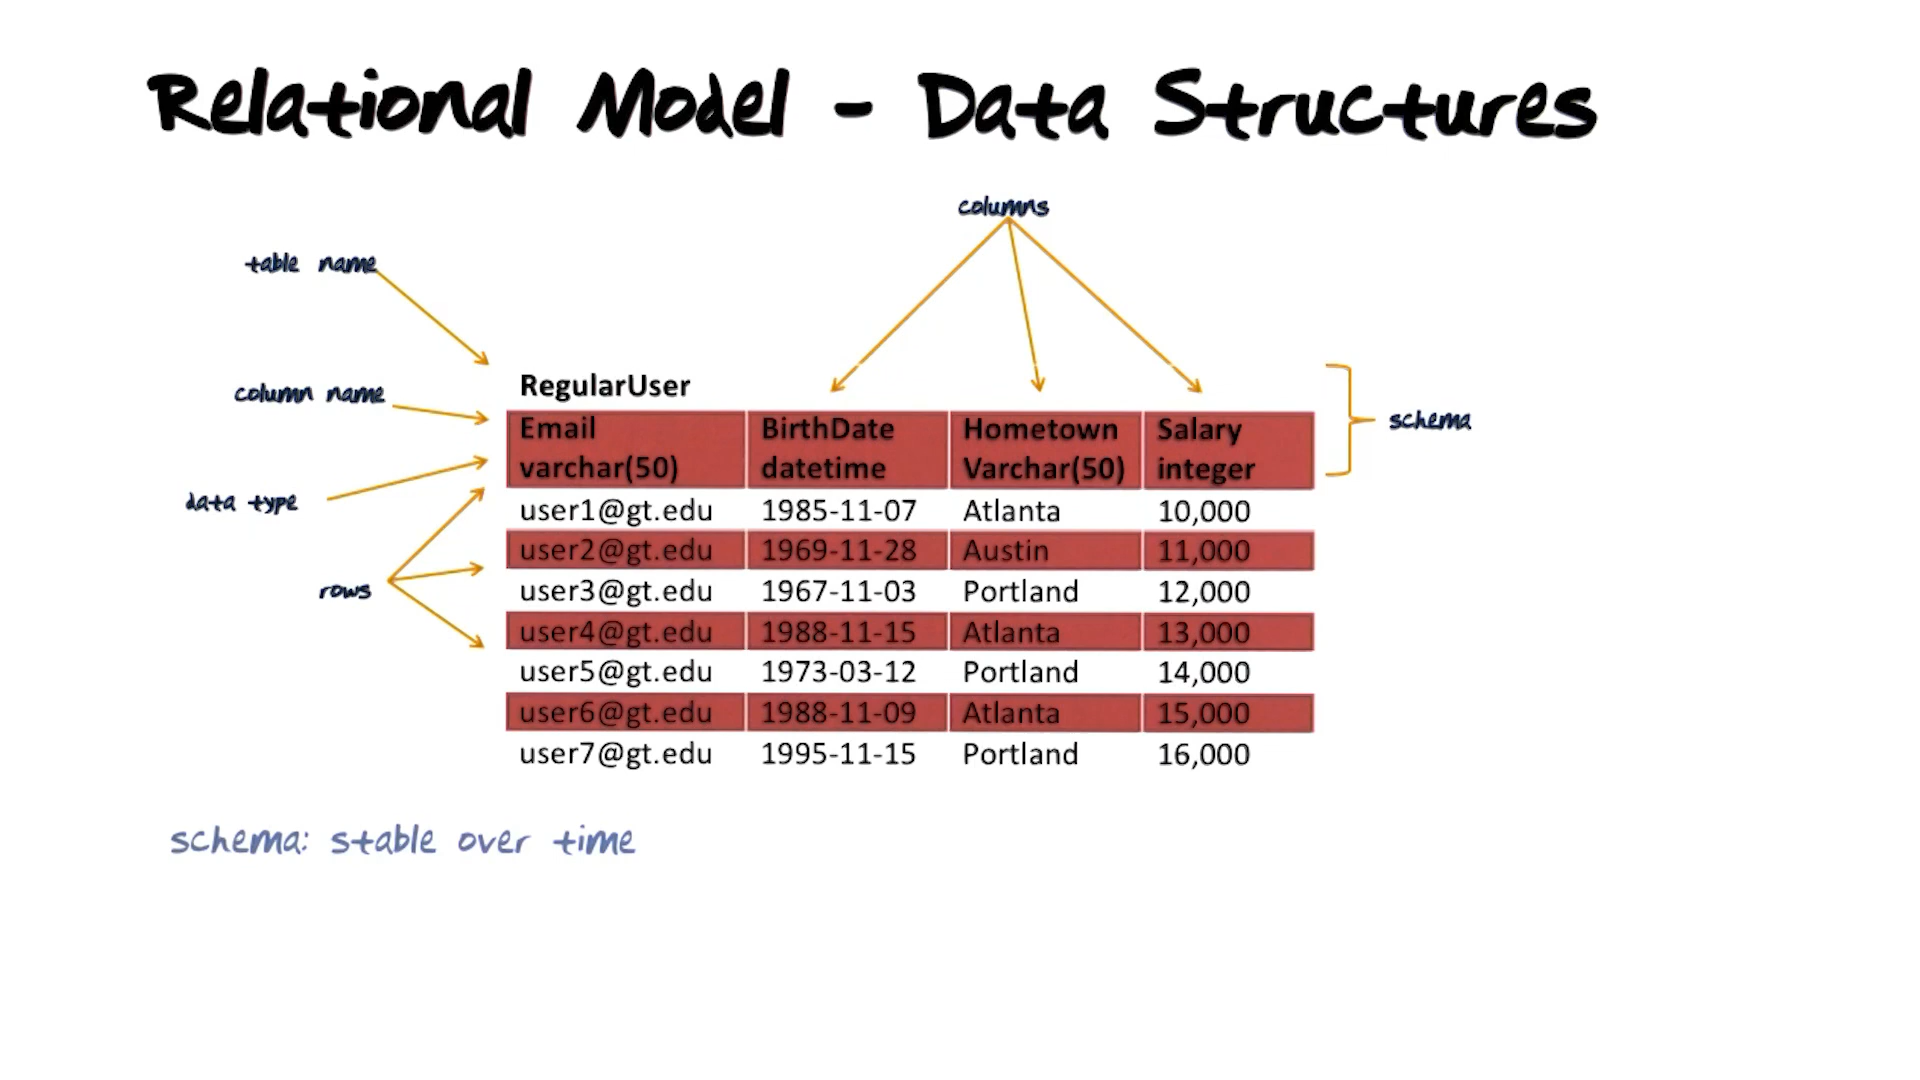 Relational Model - Data Structures
columns
table name
RegularUser
column name
schema
Email BirthDate Hometown Salary
varchar(50) datetime Varchar(50) integer
data type
user1@gt.edu 1985-11-07 Atlanta 10,000
user2@gt.edu 1969-11-28 Austin 11,000
rows
user3@gt.edu 1967-11-03 Portland 12,000
user4@gt.edu 1988-11-15 Atlanta 13,000
user5@gt.edu 1973-03-12 Portland 14,000
user6@gt.edu 1988-11-09 Atlanta 15,000
user7@gt.edu 1995-11-15 Portland 16,000
schema: stable over time